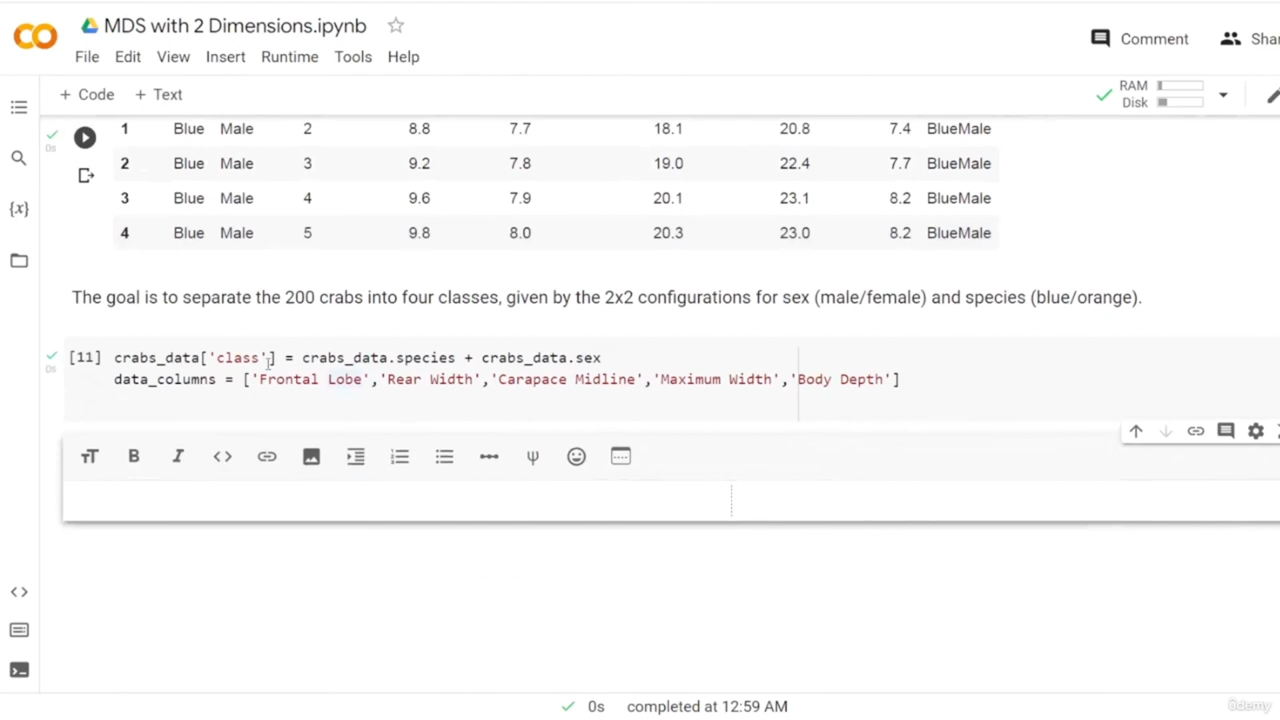 MDS with 2 Dimensions.ipynb
Comment
File Edit View Insert Runtime Tools Help
+ Code + Text
RAM
Disk
1 Blue Male 2 8.8 7.7 18.1 20.8 7.4 BlueMale
0s
2 Blue Male 3 9.2 7.8 19.0 22.4 7.7 BlueMale
3 Blue Male 4 9.6 7.9 20.1 23.1 8.2 BlueMale
{x}
4 Blue Male 5 9.8 8.0 20.3 23.0 8.2 BlueMale
The goal is to separate the 200 crabs into four classes, given by the 2x2 configurations for sex (male/female) and species (blue/orange).
[11] crabs_data['class'] = crabs_data.species + crabs_data.sex
0s
data_columns = ['Frontal Lobe','Rear Width','Carapace Midline','Maximum Width','Body Depth']
0s completed at 12:59 AM
ûdemy